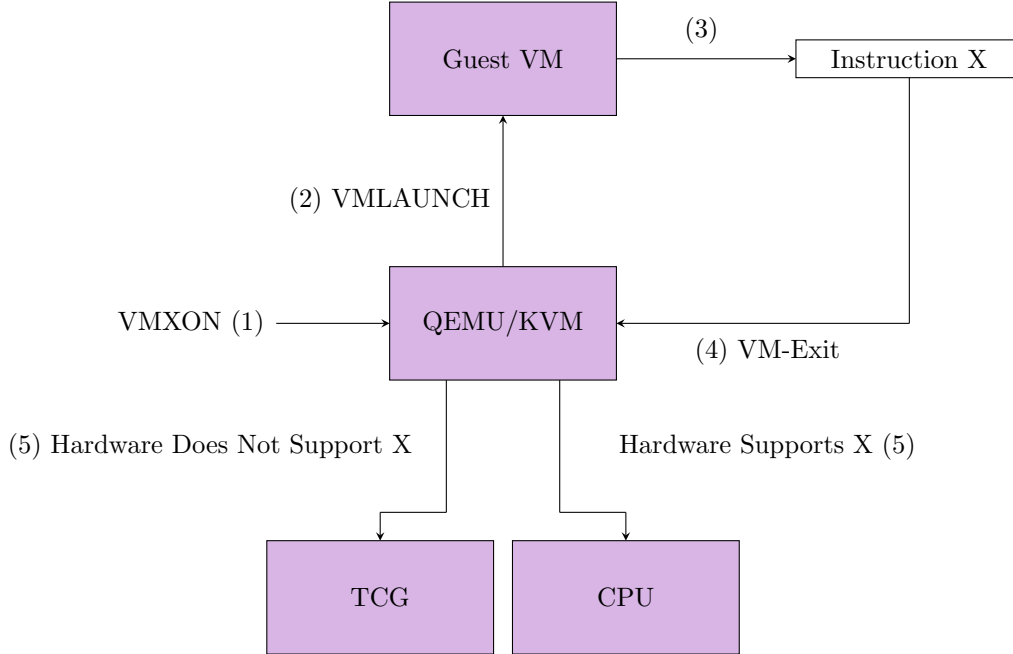 Guest VM
(3)
Instruction X
(2) VMLAUNCH
VMXON (1)
QEMU/KVM
(4) VM-Exit
(5) Hardware Does Not Support X
Hardware Supports X (5)
TCG
CPU